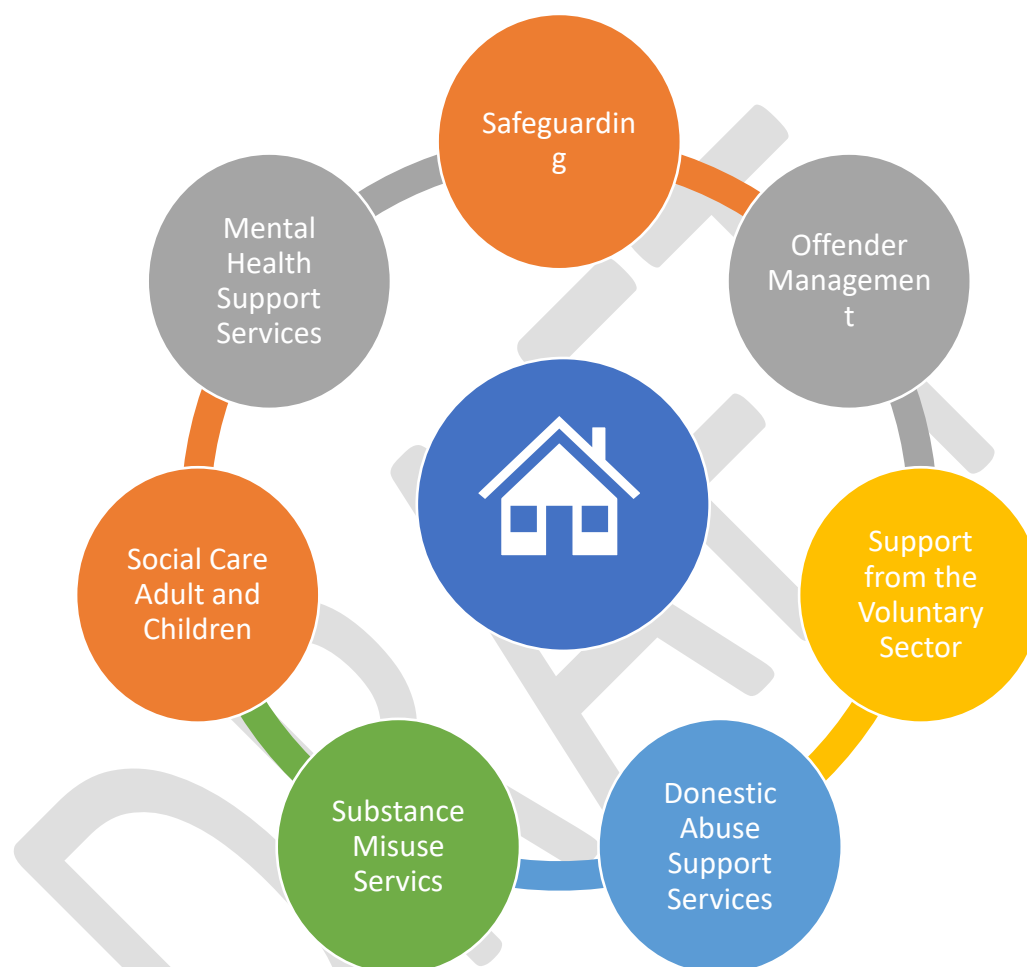 Safeguardin
g
Offender
Managemen
t
Support
from the
Voluntary
Sector
Donestic
Abuse
Support
Services
Substance
Misuse
Servics
Social Care
Adult and
Children
Mental
Health
Support
Services